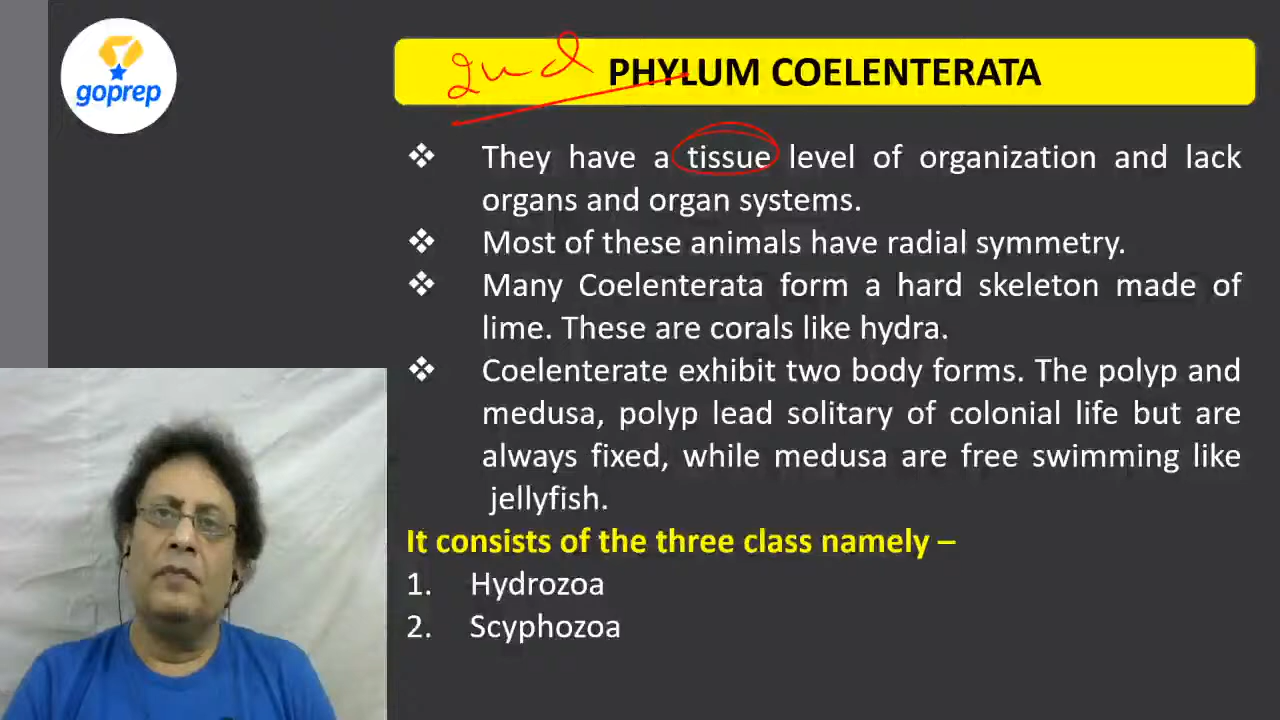 goprep
2nd PHYLUM COELENTERATA
❖ They have a tissue level of organization and lack
organs and organ systems.
❖ Most of these animals have radial symmetry.
❖ Many Coelenterata form a hard skeleton made of
lime. These are corals like hydra.
❖ Coelenterate exhibit two body forms. The polyp and
medusa, polyp lead solitary of colonial life but are
always fixed, while medusa are free swimming like
jellyfish.
It consists of the three class namely –
1. Hydrozoa
2. Scyphozoa